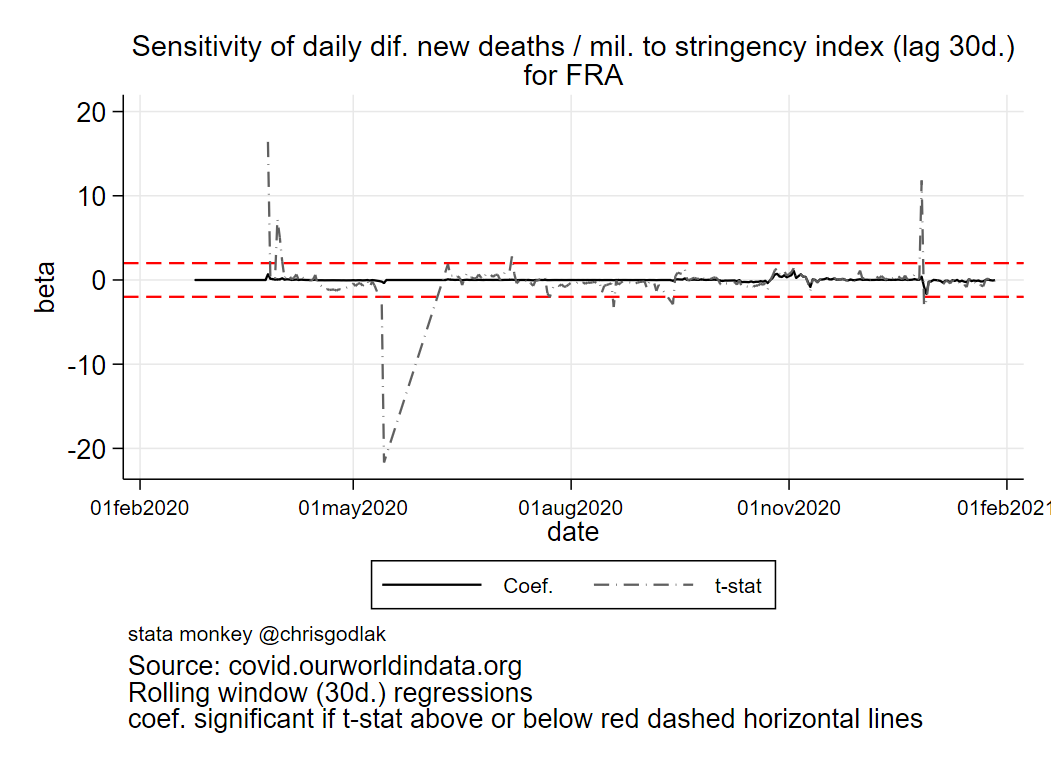 Sensitivity of daily dif. new deaths / mil. to stringency index (lag 30d.)
for FRA
beta
20
10
0
-10
-20
01feb2020 01may2020 01aug2020 01nov2020 01feb2021
date
Coef. t-stat
stata monkey @chrisgodlak
Source: covid.ourworldindata.org
Rolling window (30d.) regressions
coef. significant if t-stat above or below red dashed horizontal lines